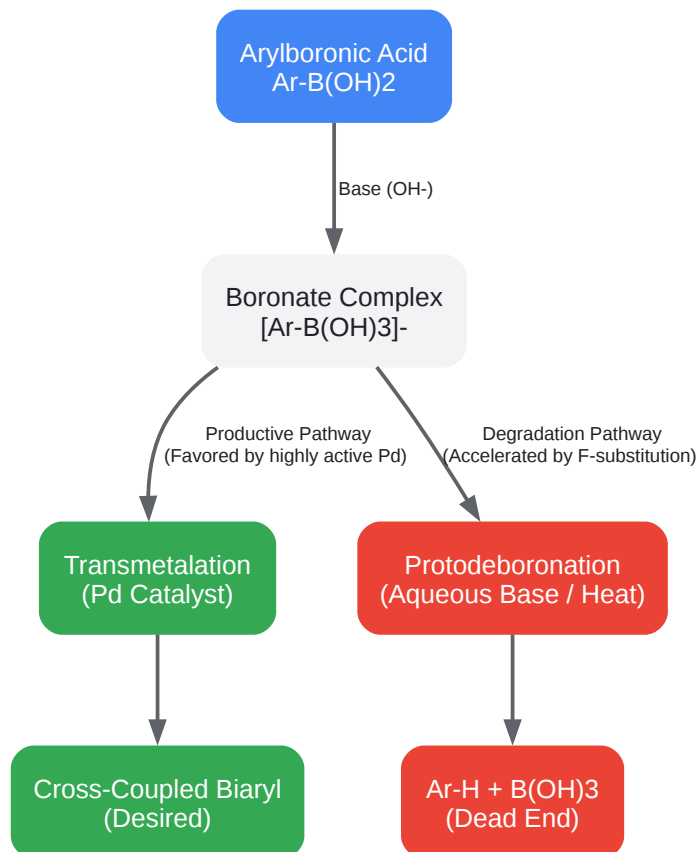 Arylboronic Acid
Ar-B(OH)2
Base (OH-)
Boronate Complex
[Ar-B(OH)3]-
Productive Pathway
(Favored by highly active Pd)
Degradation Pathway
(Accelerated by F-substitution)
Transmetalation
(Pd Catalyst)
Protodeboronation
(Aqueous Base / Heat)
Cross-Coupled Biaryl
(Desired)
Ar-H + B(OH)3
(Dead End)